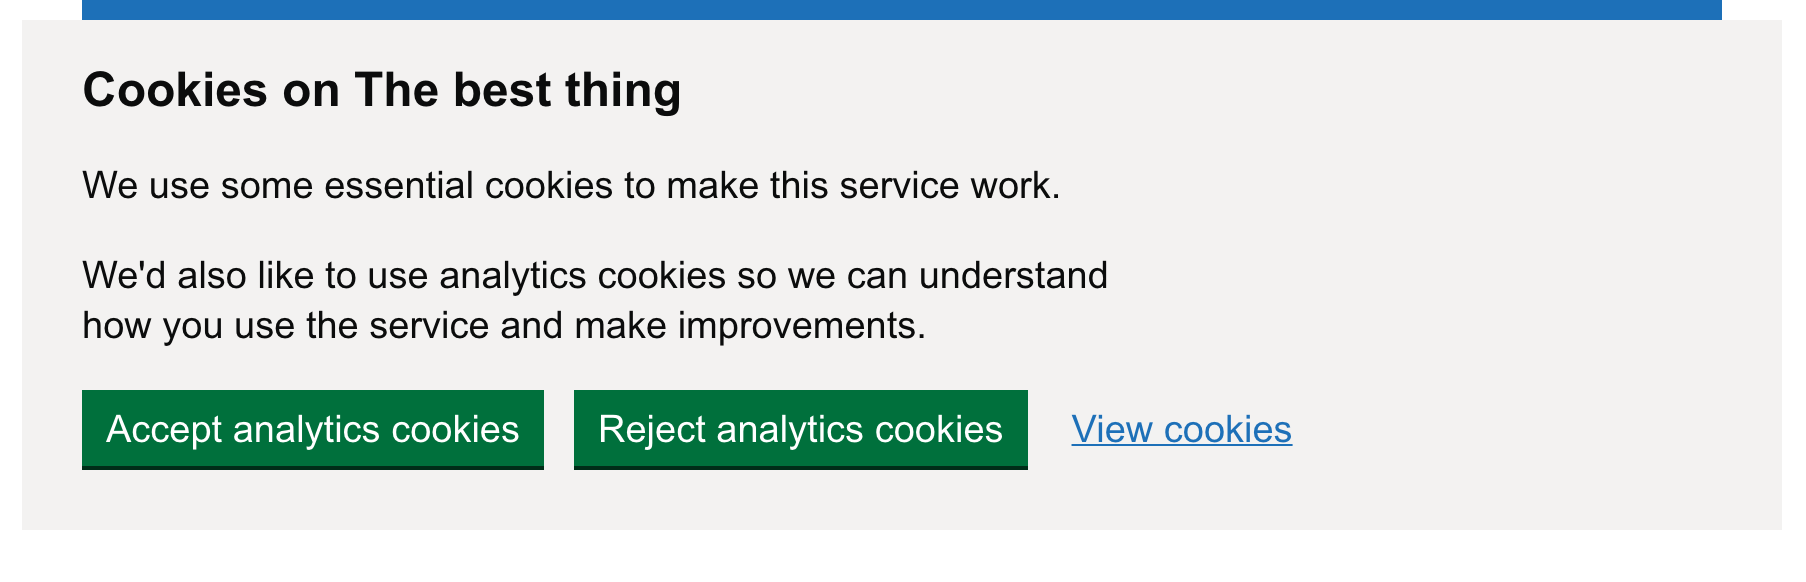 Cookies on The best thing
We use some essential cookies to make this service work.
We'd also like to use analytics cookies so we can understand
how you use the service and make improvements.
Accept analytics cookies
Reject analytics cookies
View cookies